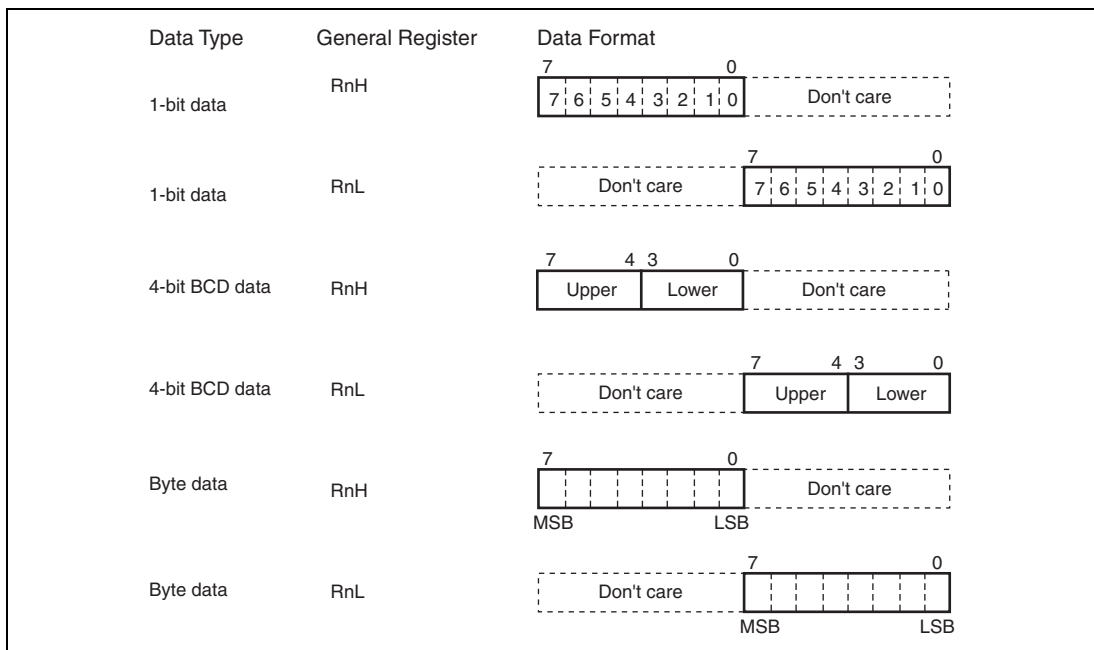 Data Type General Register Data Format
7 0
1-bit data RnH 7 6 5 4 3 2 1 0 Don't care
7 0
1-bit data RnL Don't care 7 6 5 4 3 2 1 0
7 4 3 0
4-bit BCD data RnH Upper Lower Don't care
7 4 3 0
4-bit BCD data RnL Don't care Upper Lower
7 0
Byte data RnH Don't care
MSB LSB
7 0
Byte data RnL Don't care
MSB LSB